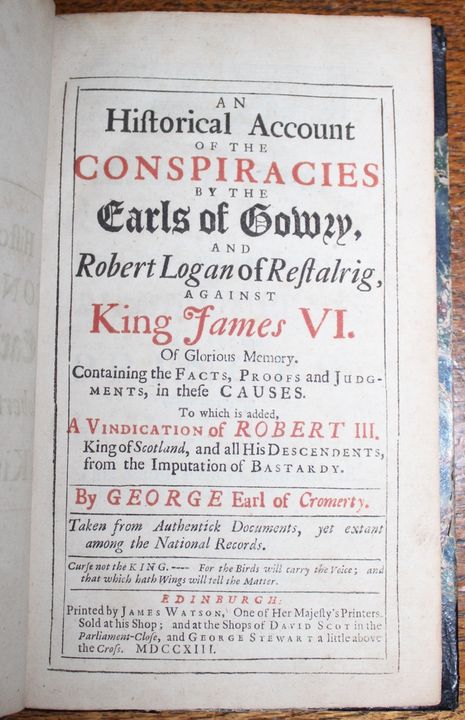 AN
Hiſtorical Account
OF THE
CONSPIRACIES
BY THE
Earls of Gowry,
AND
Robert Logan of Reſtalrig,
AGAINST
King James VI.
Of Glorious Memory.
Containing the FACTS, PROOFS and JUDG-
MENTS, in theſe CAUSES.
To which is added,
A VINDICATION of ROBERT III.
King of Scotland, and all His DESCENDENTS,
from the Imputation of BASTARDY.
By GEORGE Earl of Cromerty.
Taken from Authentick Documents, yet extant
among the National Records.
Curſe not the KING. ---- For the Birds will carry the Voice; and
that which hath Wings will tell the Matter.
EDINBURGH:
Printed by JAMES WATSON, One of Her Majeſty's Printers.
Sold at his Shop; and at the Shops of DAVID SCOT in the
Parliament-Cloſe, and GEORGE STEWART a little above
the Croſs. MDCCXIII.